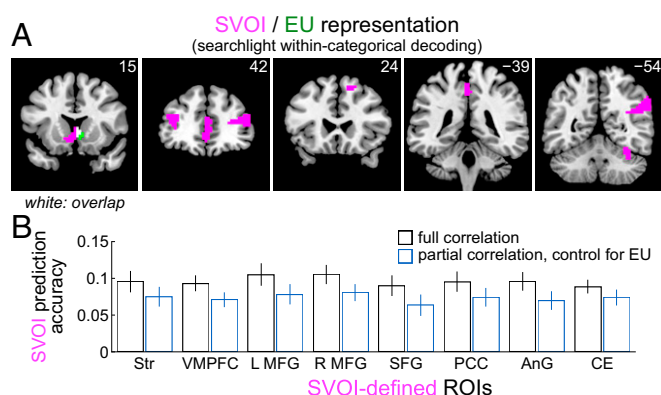 A
SVOI / EU representation
(searchlight within-categorical decoding)
15
42
24
−39
−54
white: overlap
B
SVOI prediction
accuracy
0.15
0.1
0.05
0
full correlation
partial correlation, control for EU
Str VMPFC L MFG R MFG SFG PCC AnG CE
SVOI-defined ROIs